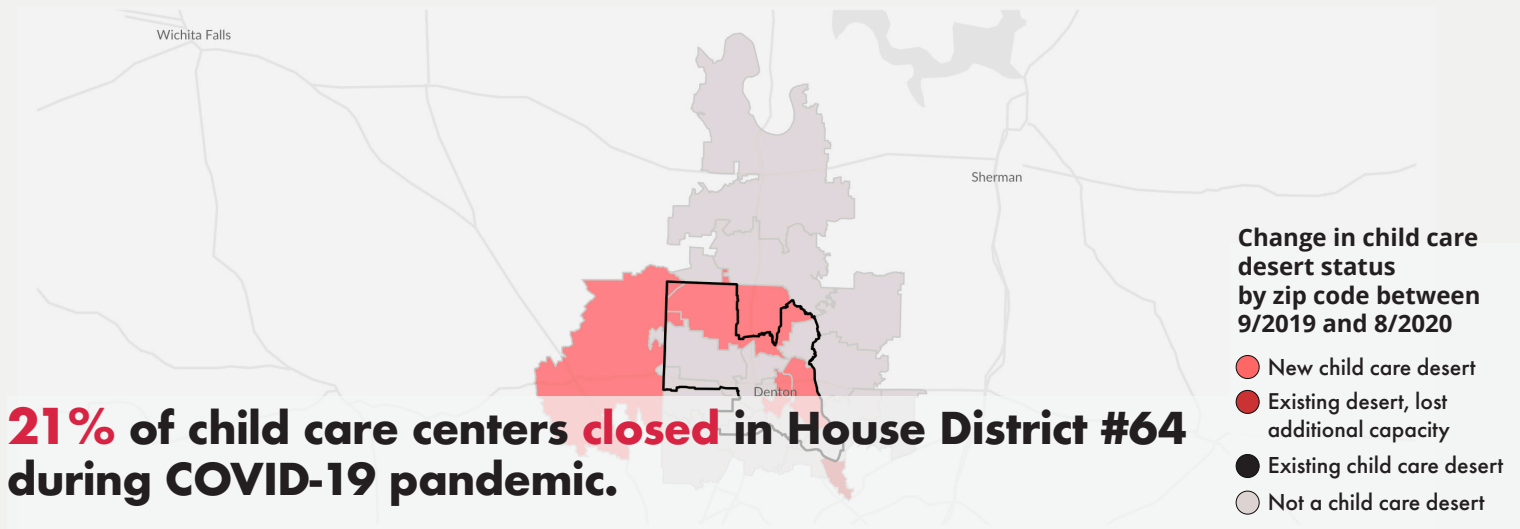 Wichita Falls
Sherman
Denton
21% of child care centers closed in House District #64
during COVID-19 pandemic.
Change in child care
desert status
by zip code between
9/2019 and 8/2020
New child care desert
Existing desert, lost
additional capacity
Existing child care desert
Not a child care desert